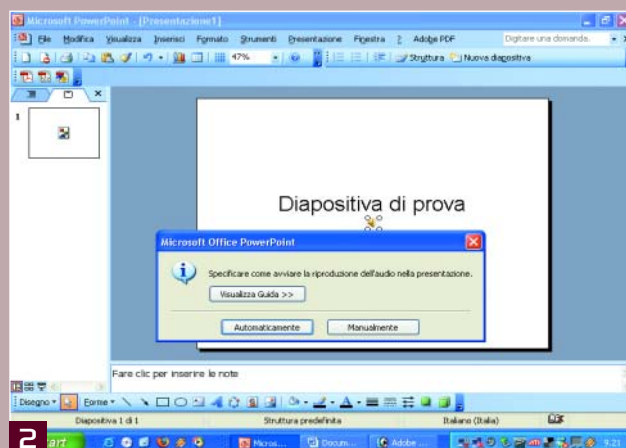 Microsoft PowerPoint - [Presentazione1]
File Modifica Visualizza Inserisci Formato Strumenti Presentazione Finestra ? Adobe PDF Digitare una domanda.
47% Struttura Nuova diapositiva
1
Diapositiva di prova
Microsoft Office PowerPoint
Specificare come avviare la riproduzione dell'audio nella presentazione.
Visualizza Guida >>
Automaticamente Manualmente
Fare clic per inserire le note
Disegno Forme
Diapositiva 1 di 1 Struttura predefinita Italiano (Italia)
2 start Micros... Docum... Adobe ... 9.21